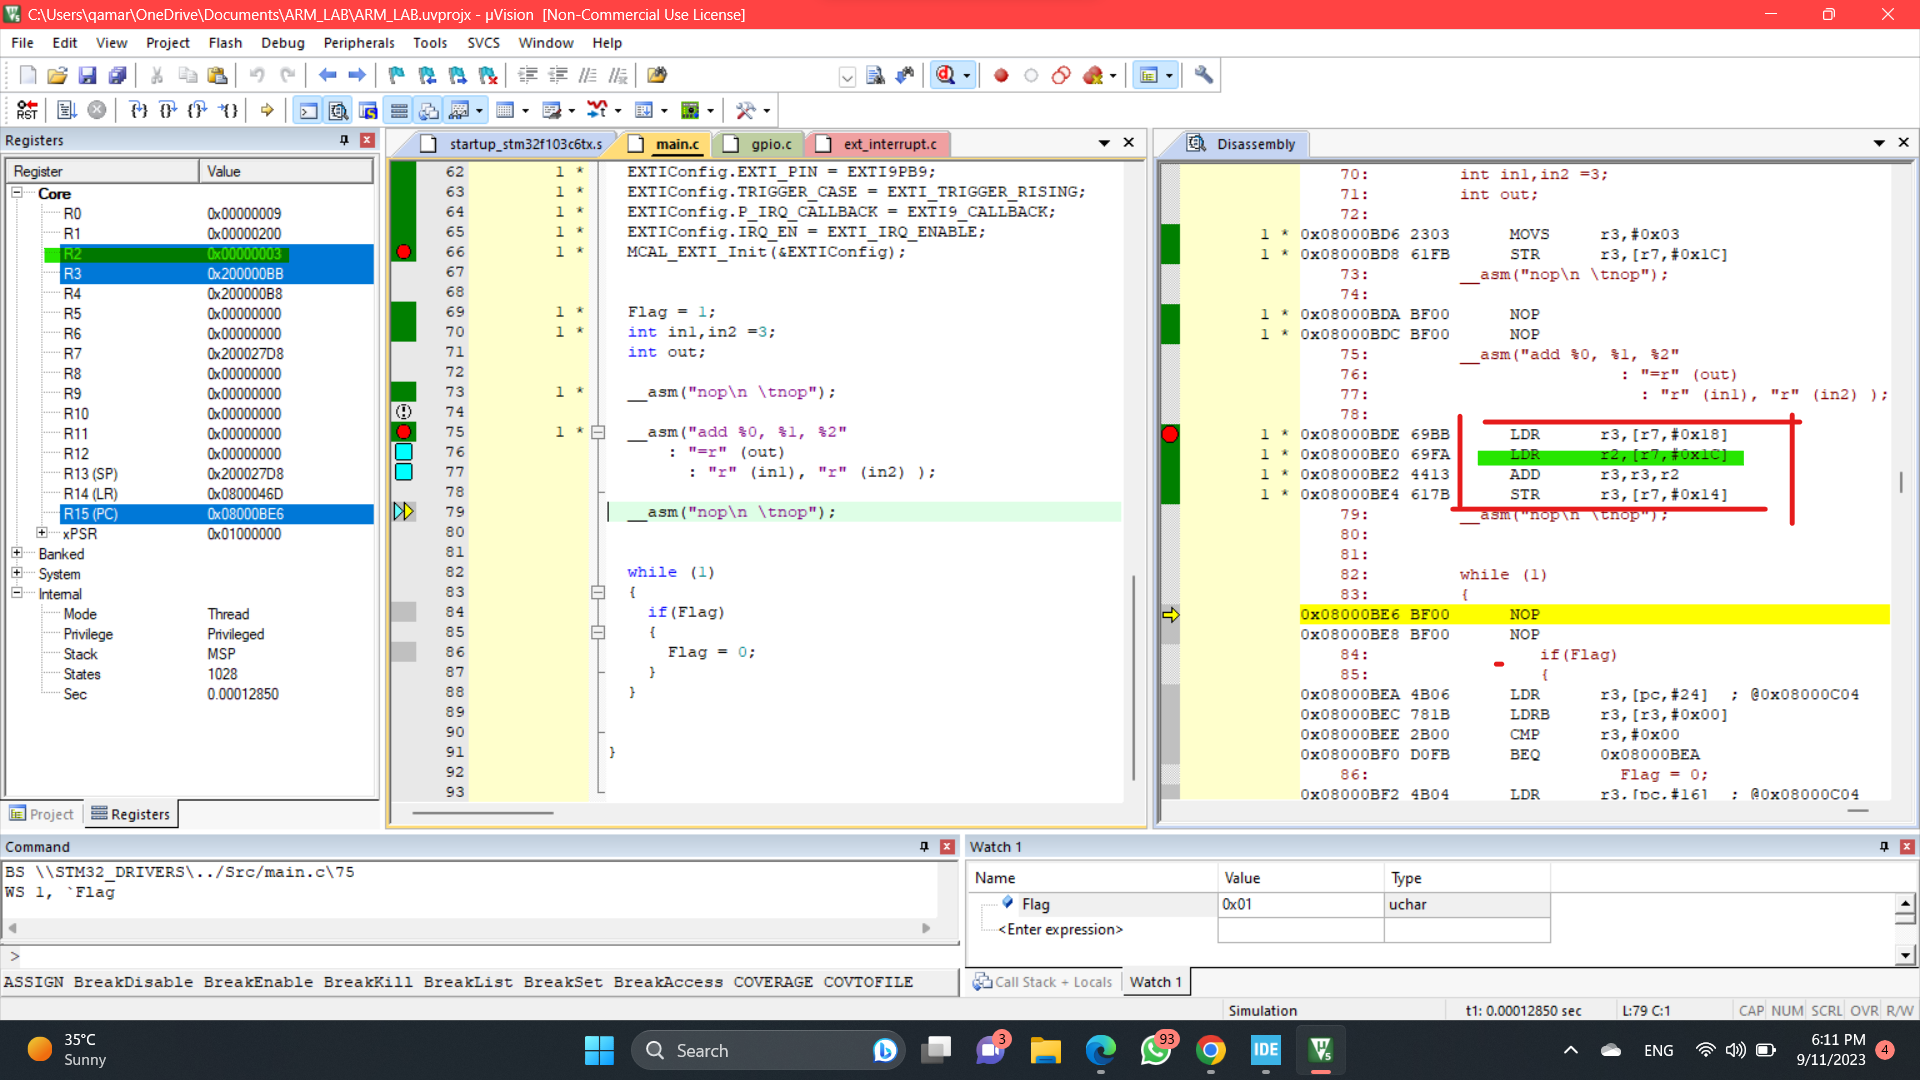 C:\Users\qamar\OneDrive\Documents\ARM_LAB\ARM_LAB.uvprojx - µVision [Non-Commercial Use License]
File Edit View Project Flash Debug Peripherals Tools SVCS Window Help
RST
Registers
Register Value
Core
R0 0x00000009
R1 0x00000200
R2 0x00000003
R3 0x200000BB
R4 0x200000B8
R5 0x00000000
R6 0x00000000
R7 0x200027D8
R8 0x00000000
R9 0x00000000
R10 0x00000000
R11 0x00000000
R12 0x00000000
R13 (SP) 0x200027D8
R14 (LR) 0x0800046D
R15 (PC) 0x08000BE6
xPSR 0x01000000
Banked
System
Internal
Mode Thread
Privilege Privileged
Stack MSP
States 1028
Sec 0.00012850
Project Registers
startup_stm32f103c6tx.s main.c gpio.c ext_interrupt.c
62 1 * EXTIConfig.EXTI_PIN = EXTI9PB9;
63 1 * EXTIConfig.TRIGGER_CASE = EXTI_TRIGGER_RISING;
64 1 * EXTIConfig.P_IRQ_CALLBACK = EXTI9_CALLBACK;
65 1 * EXTIConfig.IRQ_EN = EXTI_IRQ_ENABLE;
66 1 * MCAL_EXTI_Init(&EXTIConfig);
67
68
69 1 * Flag = 1;
70 1 * int in1,in2 =3;
71 int out;
72
73 1 * __asm("nop\n \tnop");
74
75 1 * __asm("add %0, %1, %2"
76 : "=r" (out)
77 : "r" (in1), "r" (in2) );
78
79 __asm("nop\n \tnop");
80
81
82 while (1)
83 {
84 if(Flag)
85 {
86 Flag = 0;
87 }
88 }
89
90
91 }
92
93
Disassembly
70: int in1,in2 =3;
71: int out;
72:
1 * 0x08000BD6 2303 MOVS r3,#0x03
1 * 0x08000BD8 61FB STR r3,[r7,#0x1C]
73: __asm("nop\n \tnop");
74:
1 * 0x08000BDA BF00 NOP
1 * 0x08000BDC BF00 NOP
75: __asm("add %0, %1, %2"
76: : "=r" (out)
77: : "r" (in1), "r" (in2) );
78:
1 * 0x08000BDE 69BB LDR r3,[r7,#0x18]
1 * 0x08000BE0 69FA LDR r2,[r7,#0x1C]
1 * 0x08000BE2 4413 ADD r3,r3,r2
1 * 0x08000BE4 617B STR r3,[r7,#0x14]
79: __asm("nop\n \tnop");
80:
81:
82: while (1)
83: {
0x08000BE6 BF00 NOP
0x08000BE8 BF00 NOP
84: if(Flag)
85: {
0x08000BEA 4B06 LDR r3,[pc,#24] ; @0x08000C04
0x08000BEC 781B LDRB r3,[r3,#0x00]
0x08000BEE 2B00 CMP r3,#0x00
0x08000BF0 D0FB BEQ 0x08000BEA
86: Flag = 0;
0x08000BF2 4B04 LDR r3,[pc,#16] ; @0x08000C04
Command
BS \\STM32_DRIVERS\../Src/main.c\75
WS 1, `Flag
>
ASSIGN BreakDisable BreakEnable BreakKill BreakList BreakSet BreakAccess COVERAGE COVTOFILE
Watch 1
Name Value Type
Flag 0x01 uchar
<Enter expression>
Call Stack + Locals Watch 1
Simulation t1: 0.00012850 sec L:79 C:1 CAP NUM SCRL OVR R/W
35°C
Sunny
Search
3
93
IDE
ENG
6:11 PM
9/11/2023
4